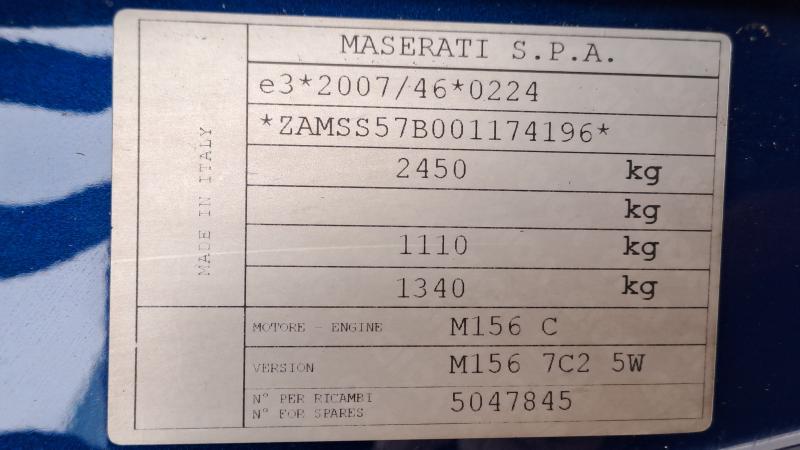 MASERATI S.P.A.
e3*2007/46*0224
*ZAMSS57B001174196*
2450 kg
kg
1110 kg
1340 kg
MADE IN ITALY
MOTORE - ENGINE M156 C
VERSION M156 7C2 5W
N° PER RICAMBI
N° FOR SPARES 5047845